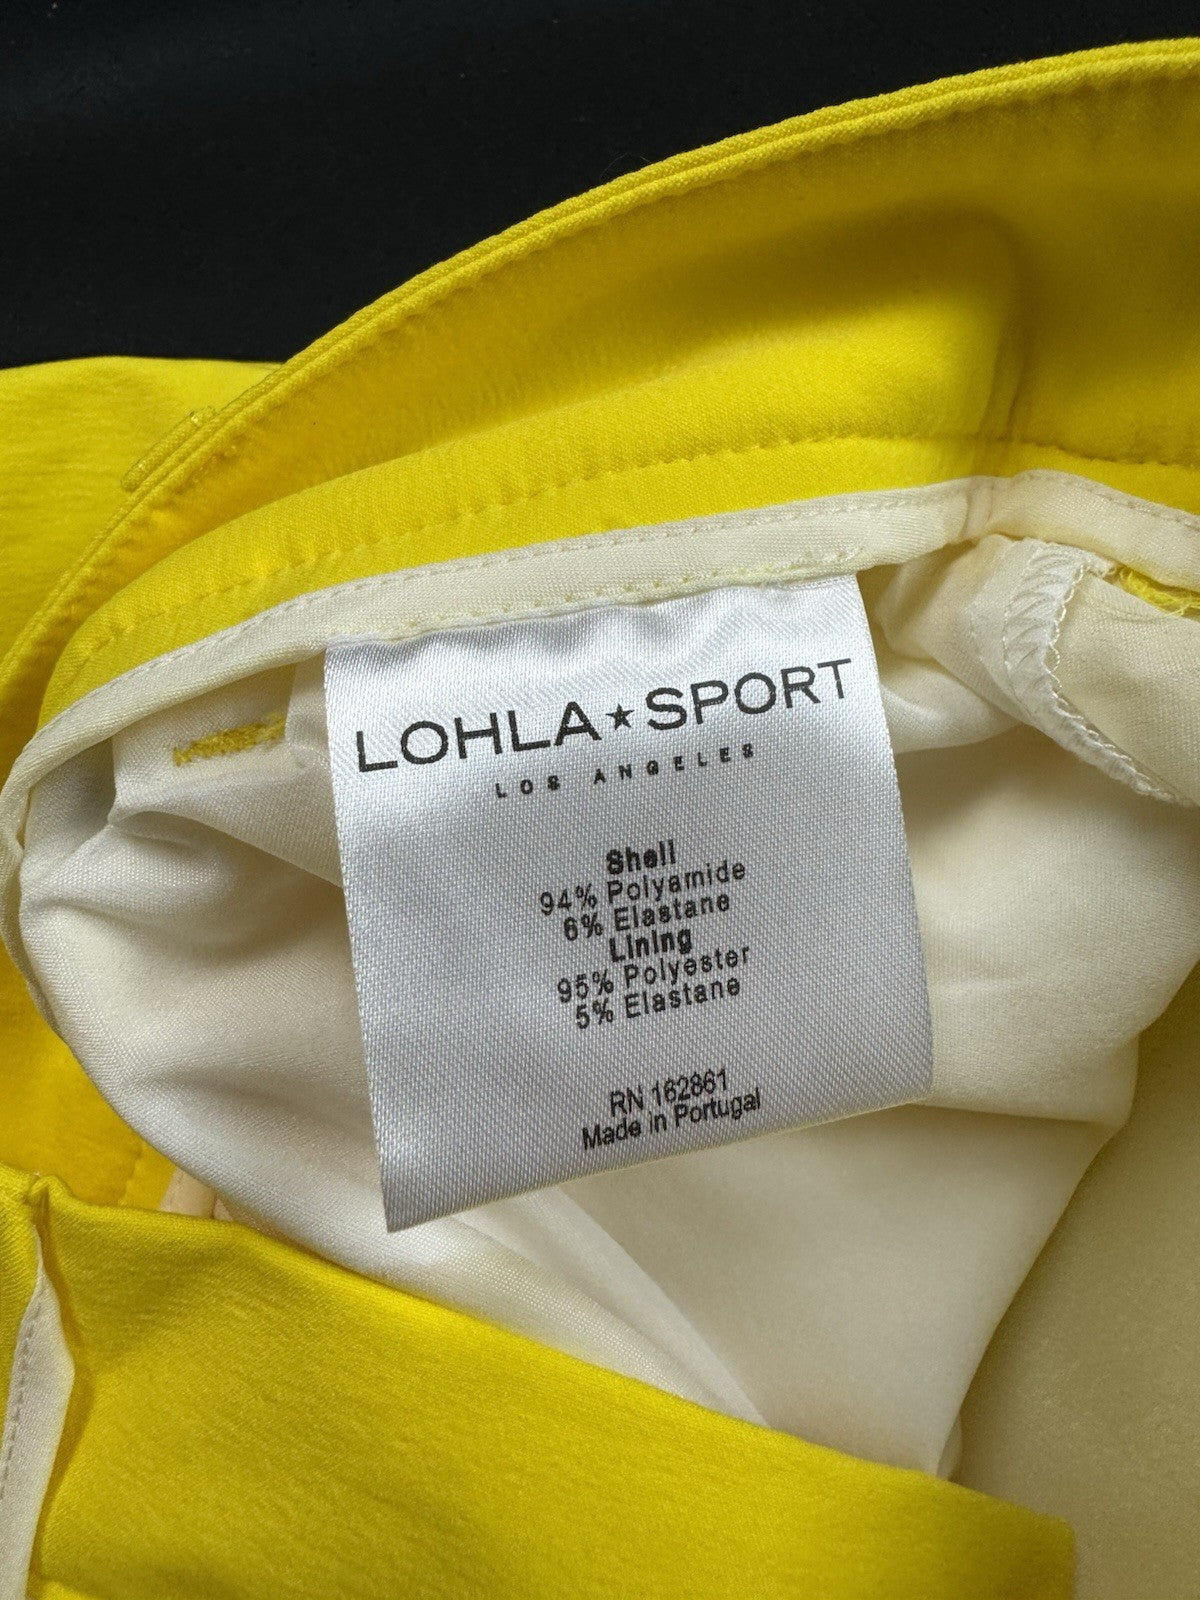 LOHLA★SPORT
LOS ANGELES
Shell
94% Polyamide
6% Elastane
Lining
95% Polyester
5% Elastane
RN 162861
Made in Portugal